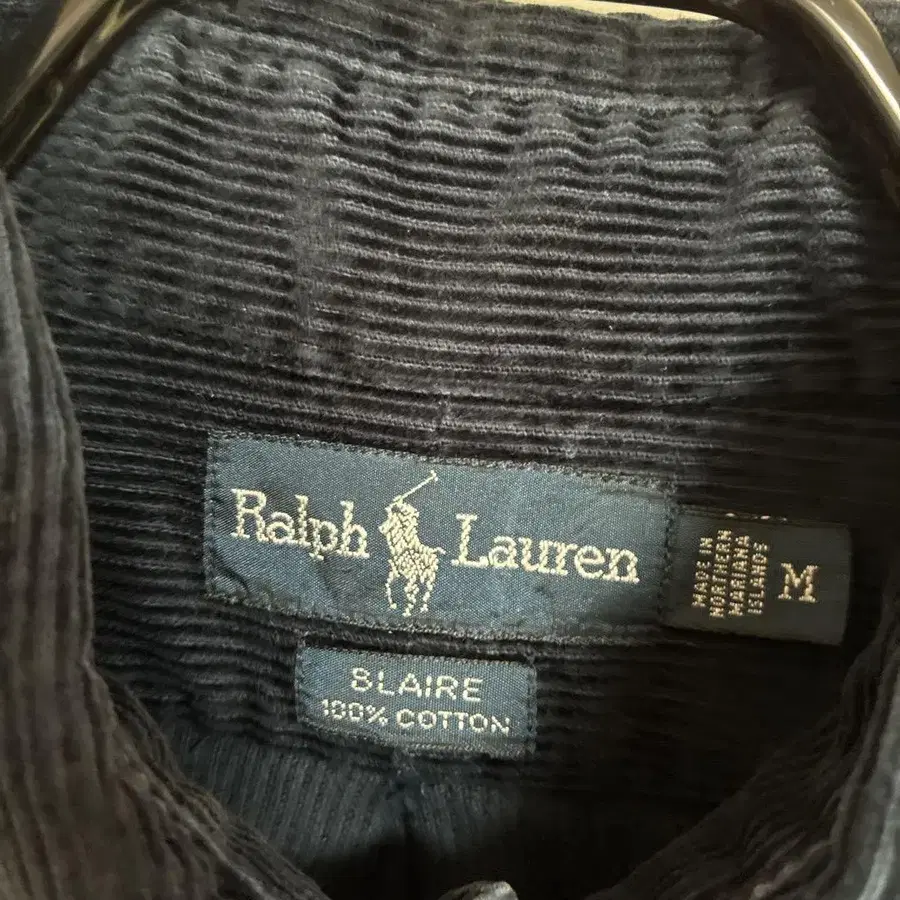 Ralph Lauren
MADE IN
NORTHERN
MARIANA
ISLANDS
M
BLAIRE
100% COTTON